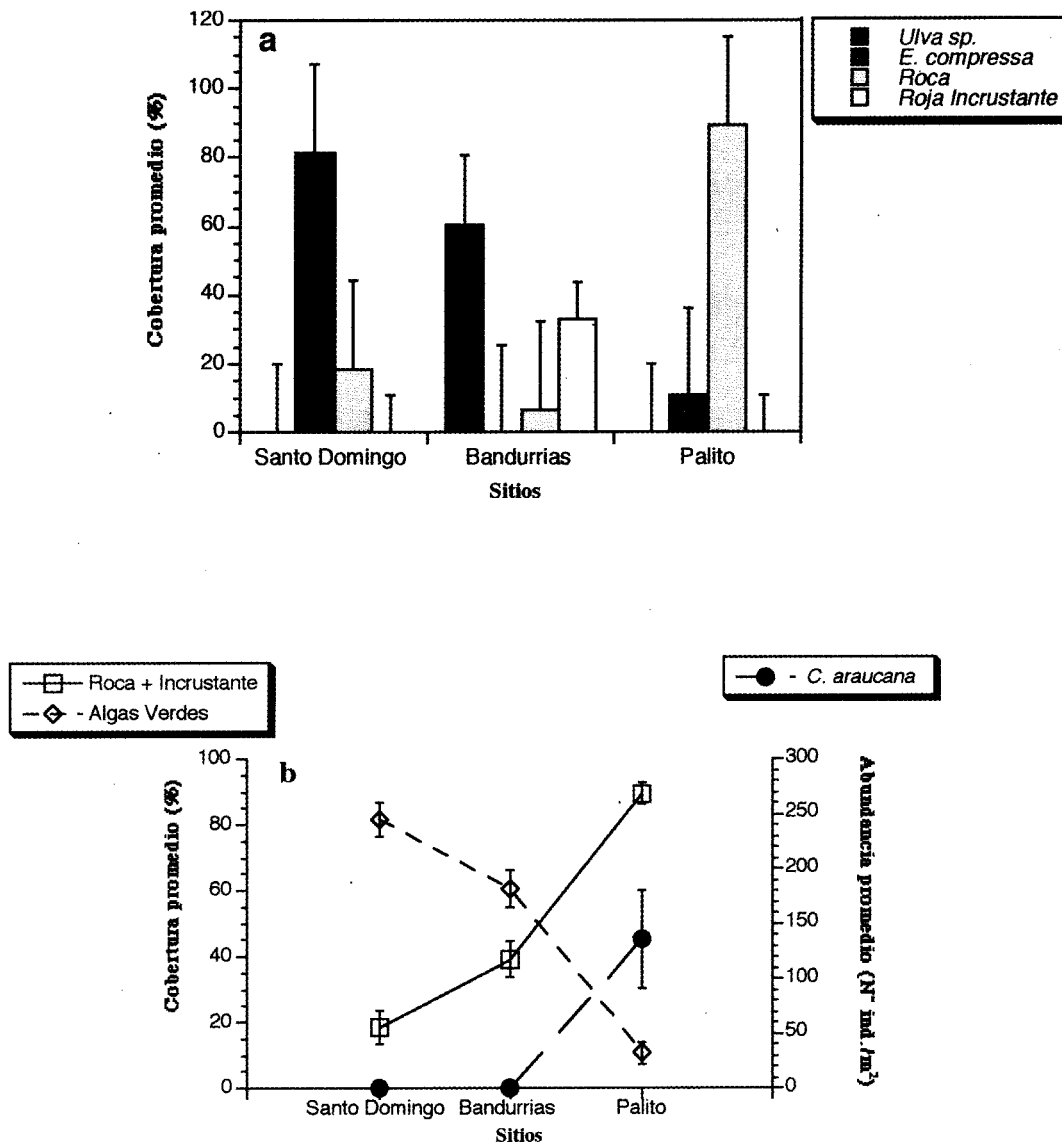 a
Cobertura promedio (%)
120
100
80
60
40
20
0
Santo Domingo Bandurrias Palito
Sitios
Ulva sp.
E. compressa
Roca
Roja Incrustante
Roca + Incrustante
- Algas Verdes
- C. araucana
b
Cobertura promedio (%)
100
80
60
40
20
0
Abundancia promedio (N° ind./m²)
300
250
200
150
100
50
0
Santo Domingo Bandurrias Palito
Sitios